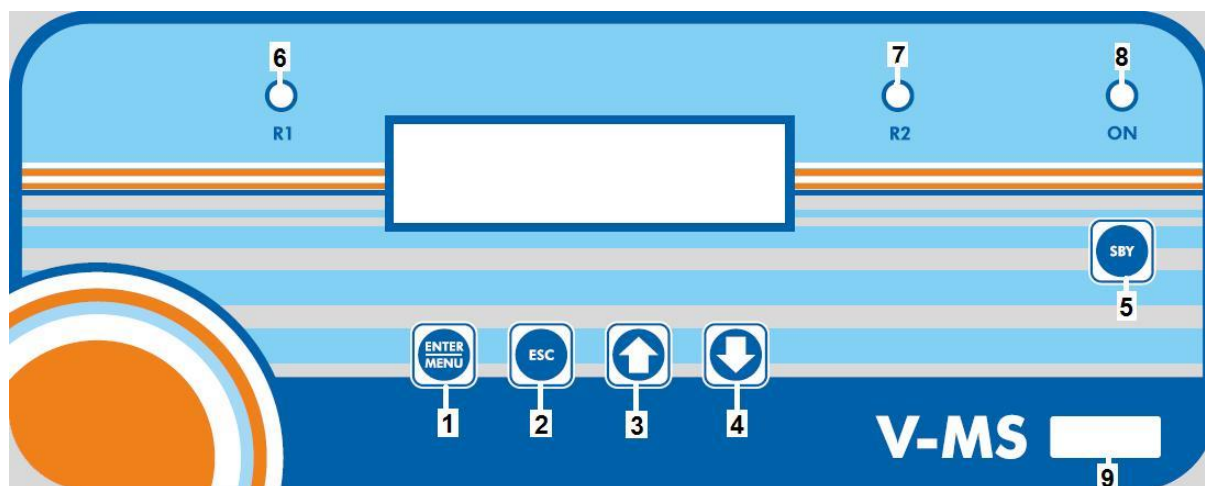 6 7 8
R1 R2 ON
SBY
5
ENTER
MENU ESC
1 2 3 4
V-MS
9